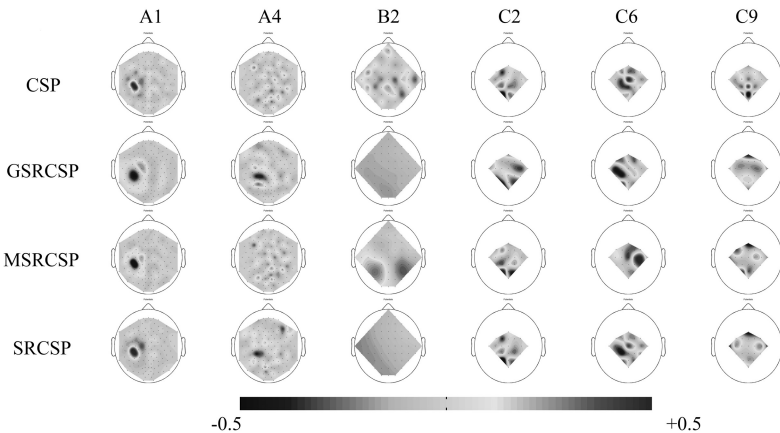 A1 A4 B2 C2 C6 C9
CSP
GSRCSP
MSRCSP
SRCSP
-0.5 +0.5